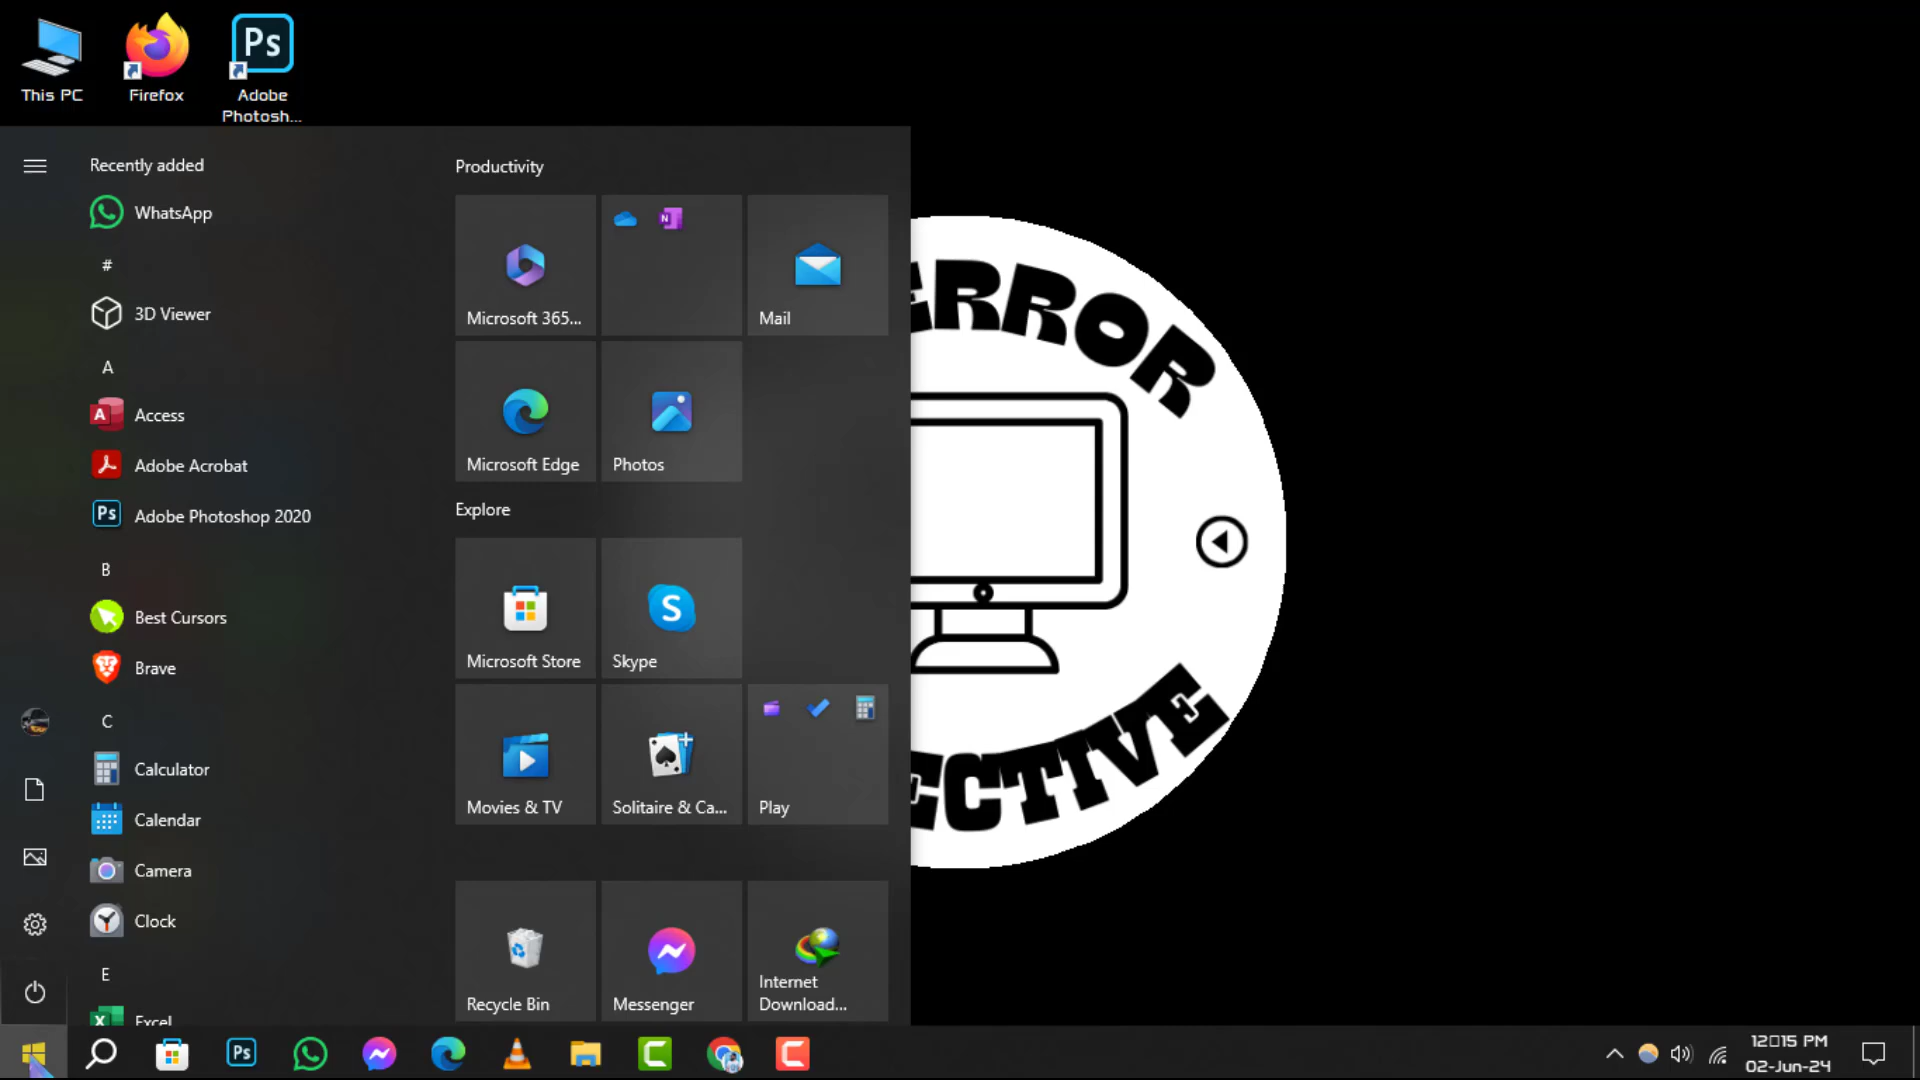 This PC
Firefox
Adobe
Photosh...
Recently added
WhatsApp
#
3D Viewer
A
Access
Adobe Acrobat
Adobe Photoshop 2020
B
Best Cursors
Brave
C
Calculator
Calendar
Camera
Clock
E
Excel
Productivity
Microsoft 365...
Mail
Microsoft Edge
Photos
Explore
Microsoft Store
Skype
Movies & TV
Solitaire & Ca...
Play
Recycle Bin
Messenger
Internet
Download...
ERROR
ECTIVE
12▯15 PM
02-Jun-24